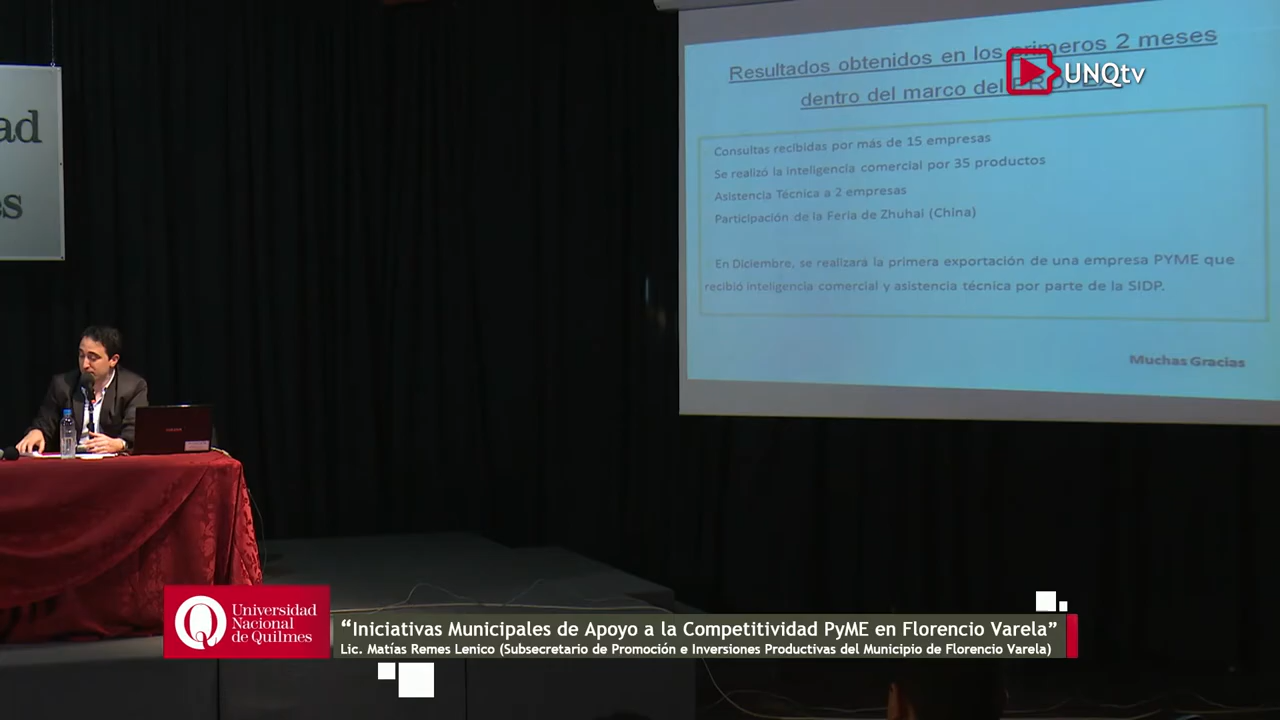 ad
es
Resultados obtenidos en los primeros 2 meses
dentro del marco del
UNQtv
Consultas recibidas por más de 15 empresas
Se realizó la inteligencia comercial por 35 productos
Asistencia Técnica a 2 empresas
Participación de la Feria de Zhuhai (China)
En Diciembre, se realizará la primera exportación de una empresa PYME que
recibió inteligencia comercial y asistencia técnica por parte de la SIDP.
Muchas Gracias
Universidad
Nacional
de Quilmes
“Iniciativas Municipales de Apoyo a la Competitividad PyME en Florencio Varela”
Lic. Matías Remes Lenico (Subsecretario de Promoción e Inversiones Productivas del Municipio de Florencio Varela)